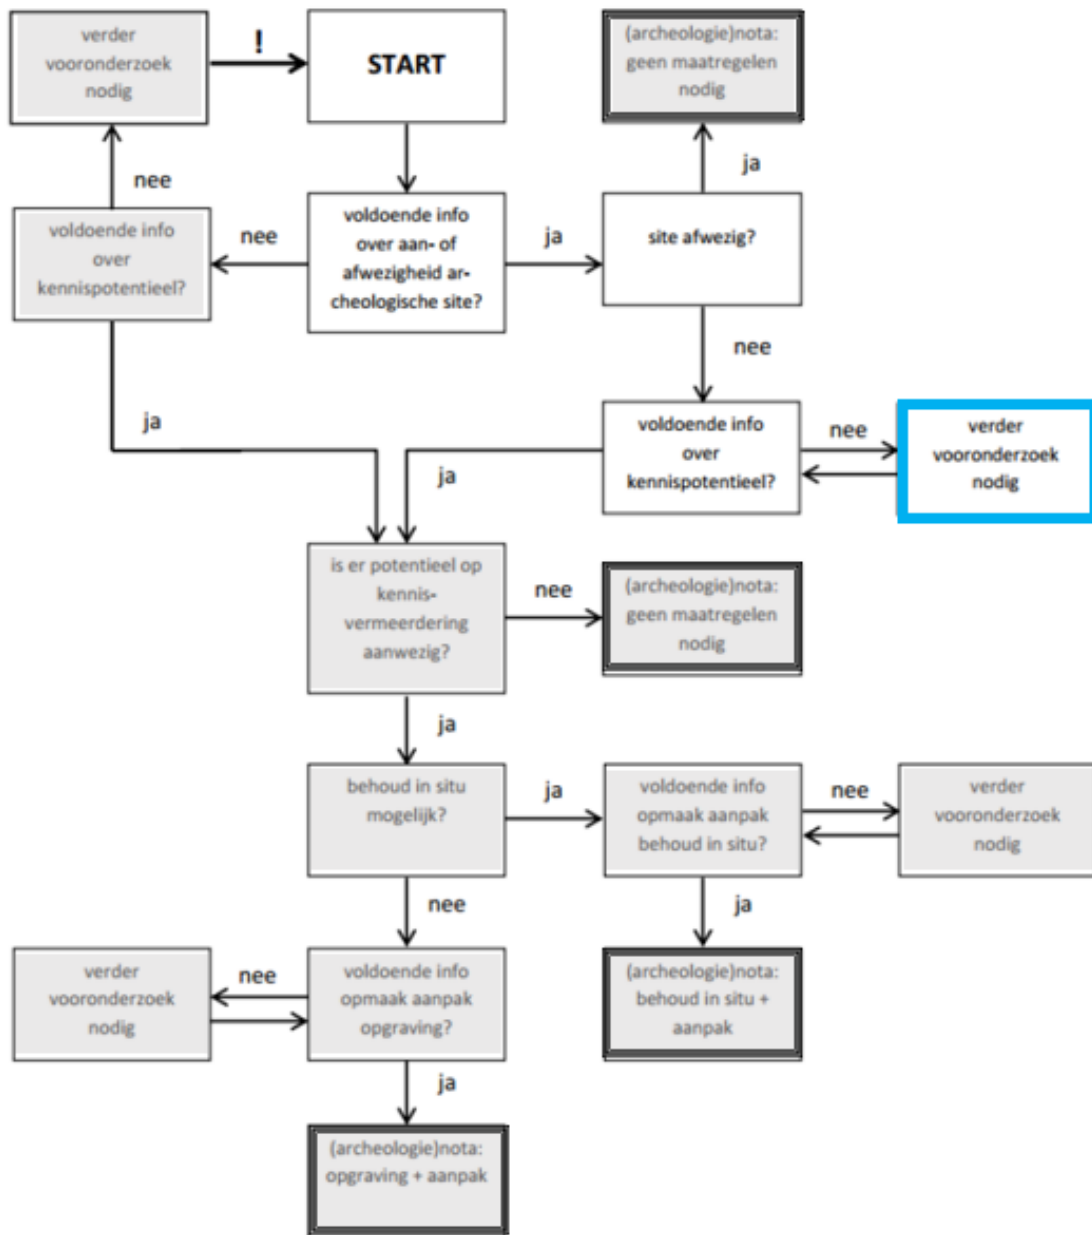 verder
vooronderzoek
nodig
!
START
(archeologie)nota:
geen maatregelen
nodig
nee
ja
voldoende info
over
kennispotentieel?
nee
voldoende info
over aan- of
afwezigheid ar-
cheologische site?
ja
site afwezig?
nee
ja
voldoende info
over
kennispotentieel?
nee
verder
vooronderzoek
nodig
ja
is er potentieel op
kennis-
vermeerdering
aanwezig?
nee
(archeologie)nota:
geen maatregelen
nodig
ja
behoud in situ
mogelijk?
ja
voldoende info
opmaak aanpak
behoud in situ?
nee
verder
vooronderzoek
nodig
nee
ja
verder
vooronderzoek
nodig
nee
voldoende info
opmaak aanpak
opgraving?
(archeologie)nota:
behoud in situ +
aanpak
ja
(archeologie)nota:
opgraving + aanpak